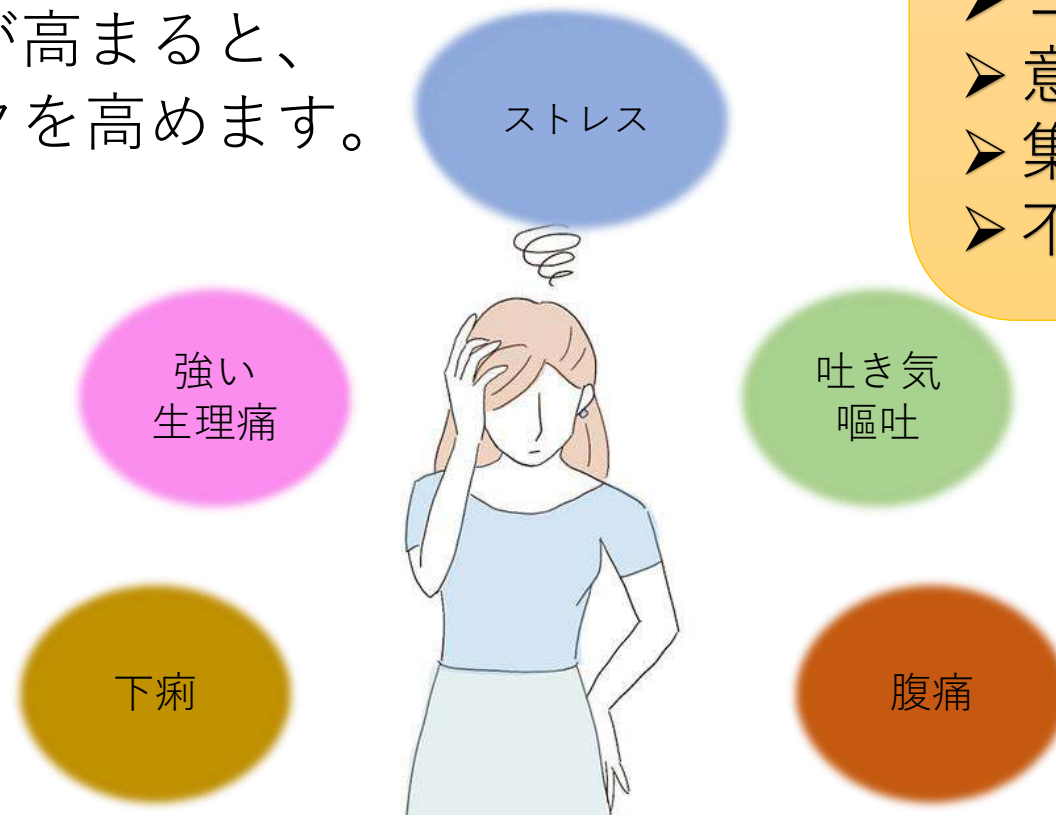 が高まると、
を高めます。
ストレス
意
集
不
強い
生理痛
吐き気
嘔吐
下痢
腹痛